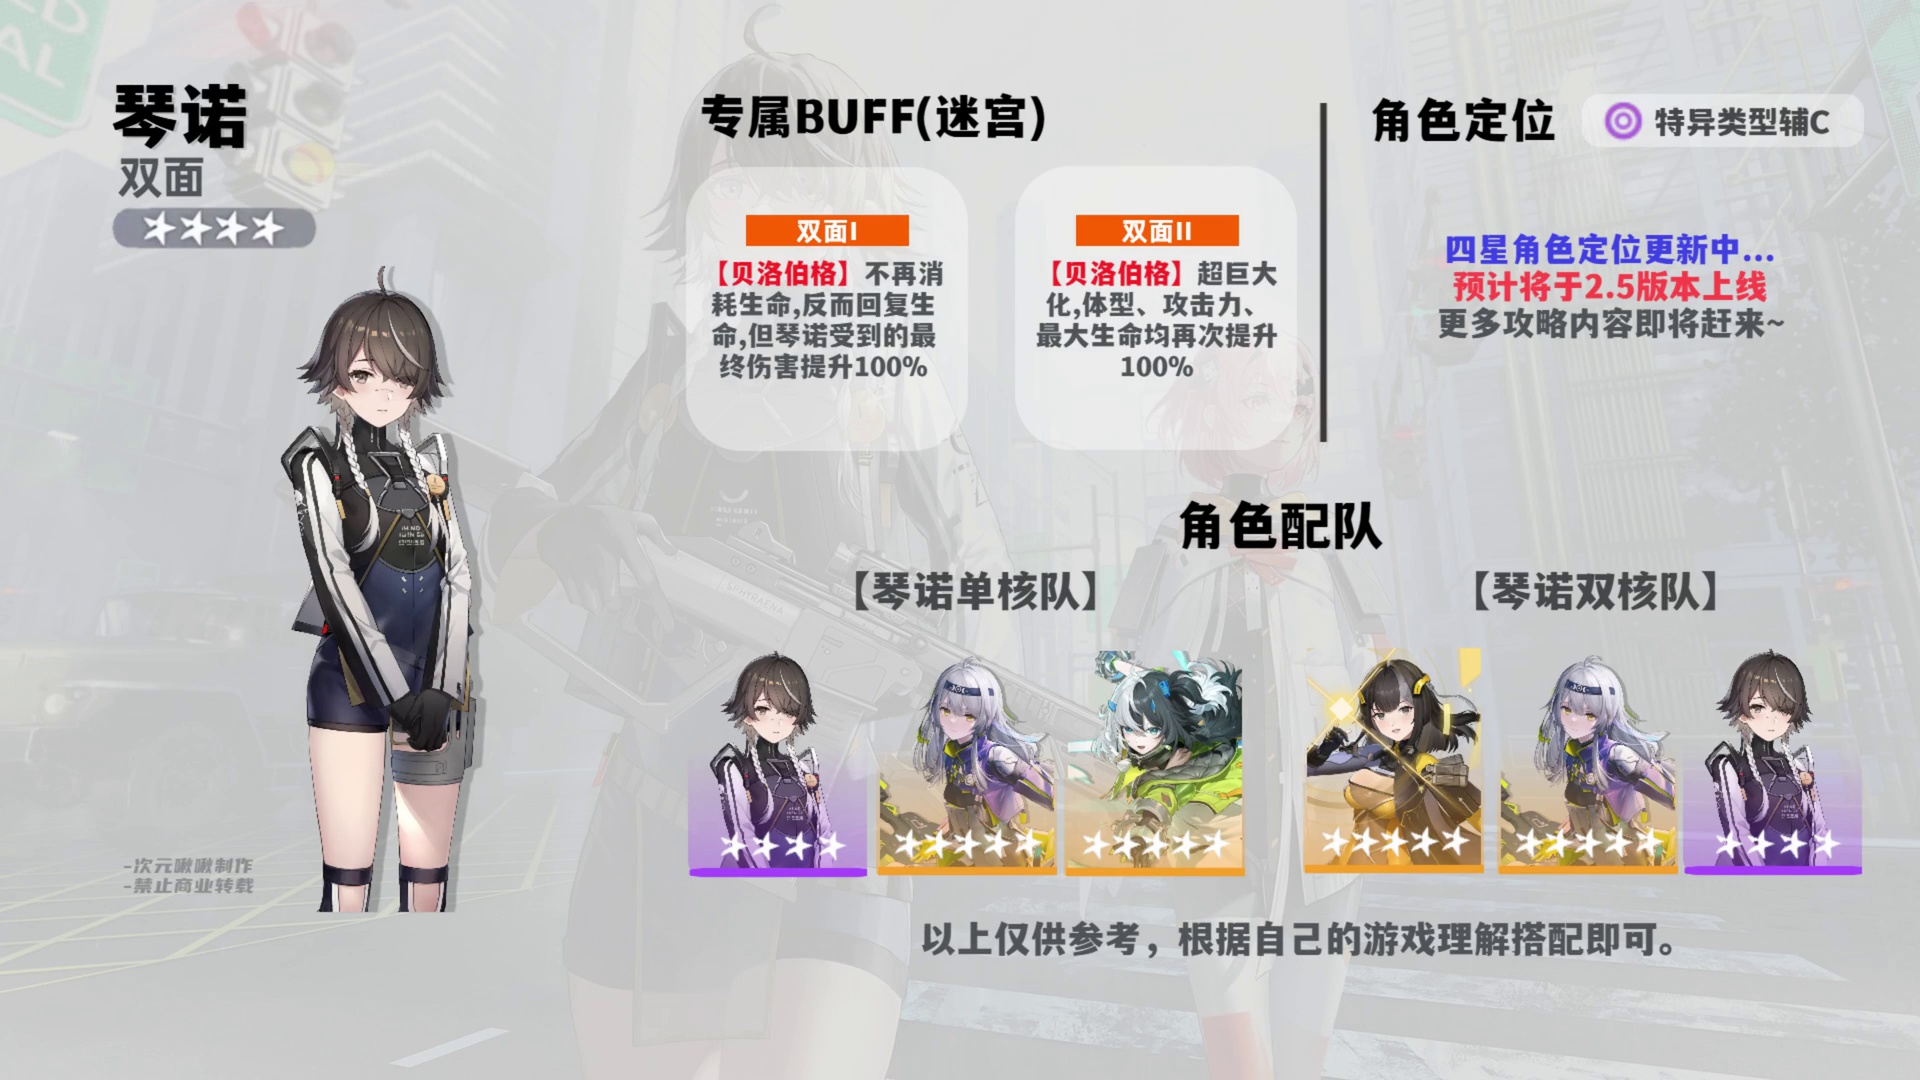 琴诺
双面
专属BUFF(迷宫)
双面I
【贝洛伯格】不再消
耗生命,反而回复生
命,但琴诺受到的最
终伤害提升100%
双面II
【贝洛伯格】超巨大
化,体型、攻击力、
最大生命均再次提升
100%
角色定位
特异类型辅C
四星角色定位更新中...
预计将于2.5版本上线
更多攻略内容即将赶来~
角色配队
【琴诺单核队】
【琴诺双核队】
以上仅供参考，根据自己的游戏理解搭配即可。
-次元啾啾制作
-禁止商业转载